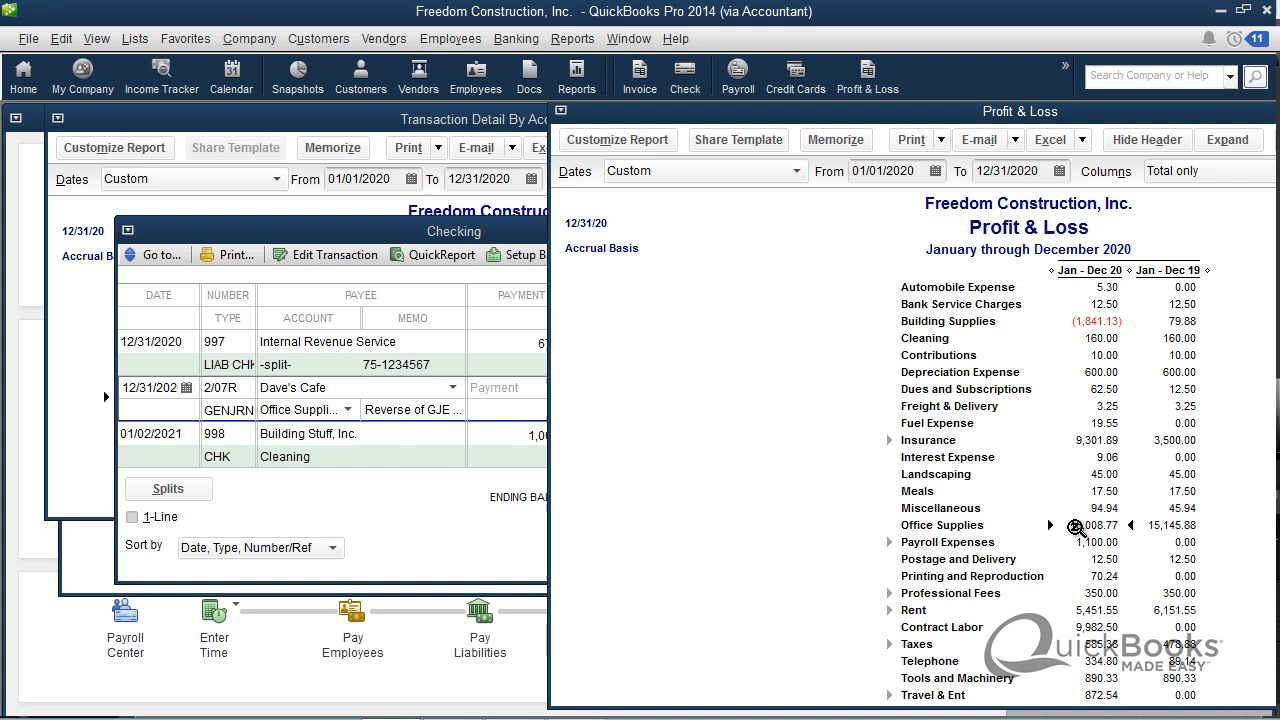 Freedom Construction, Inc. - QuickBooks Pro 2014 (via Accountant)
File Edit View Lists Favorites Company Customers Vendors Employees Banking Reports Window Help 11
Home My Company Income Tracker Calendar Snapshots Customers Vendors Employees Docs Reports Invoice Check Payroll Credit Cards Profit & Loss » Search Company or Help
31
Transaction Detail By Acc
Customize Report Share Template Memorize Print E-mail Ex
Dates Custom From 01/01/2020 To 12/31/2020
12/31/20
Freedom Construction
Accrual B
Checking
Go to... Print... Edit Transaction QuickReport Setup B
DATE NUMBER PAYEE PAYMENT
TYPE ACCOUNT MEMO
12/31/2020 997 Internal Revenue Service
LIAB CHK -split- 75-1234567
12/31/202 2/07R Dave's Cafe Payment
GENJRN Office Suppli... Reverse of GJE ...
01/02/2021 998 Building Stuff, Inc. 1,00
CHK Cleaning
Splits
ENDING BA
1-Line
Sort by Date, Type, Number/Ref
Payroll Center
Enter Time
Pay Employees
Pay Liabilities
Profit & Loss
Customize Report Share Template Memorize Print E-mail Excel Hide Header Expand
Dates Custom From 01/01/2020 To 12/31/2020 Columns Total only
Freedom Construction, Inc.
12/31/20
Profit & Loss
Accrual Basis
January through December 2020
Jan - Dec 20 Jan - Dec 19
Automobile Expense 5.30 0.00
Bank Service Charges 12.50 12.50
Building Supplies (1,841.13) 79.88
Cleaning 160.00 160.00
Contributions 10.00 10.00
Depreciation Expense 600.00 600.00
Dues and Subscriptions 62.50 12.50
Freight & Delivery 3.25 3.25
Fuel Expense 19.55 0.00
Insurance 9,301.89 3,500.00
Interest Expense 9.06 0.00
Landscaping 45.00 45.00
Meals 17.50 17.50
Miscellaneous 94.94 45.94
Office Supplies 008.77 15,145.88
Payroll Expenses 1,100.00 0.00
Postage and Delivery 12.50 12.50
Printing and Reproduction 70.24 0.00
Professional Fees 350.00 350.00
Rent 5,451.55 6,151.55
Contract Labor 9,982.50 0.00
Taxes
Telephone 334.80 89.14
Tools and Machinery 890.33 890.33
Travel & Ent 872.54 0.00
QuickBooks
MADE EASY™